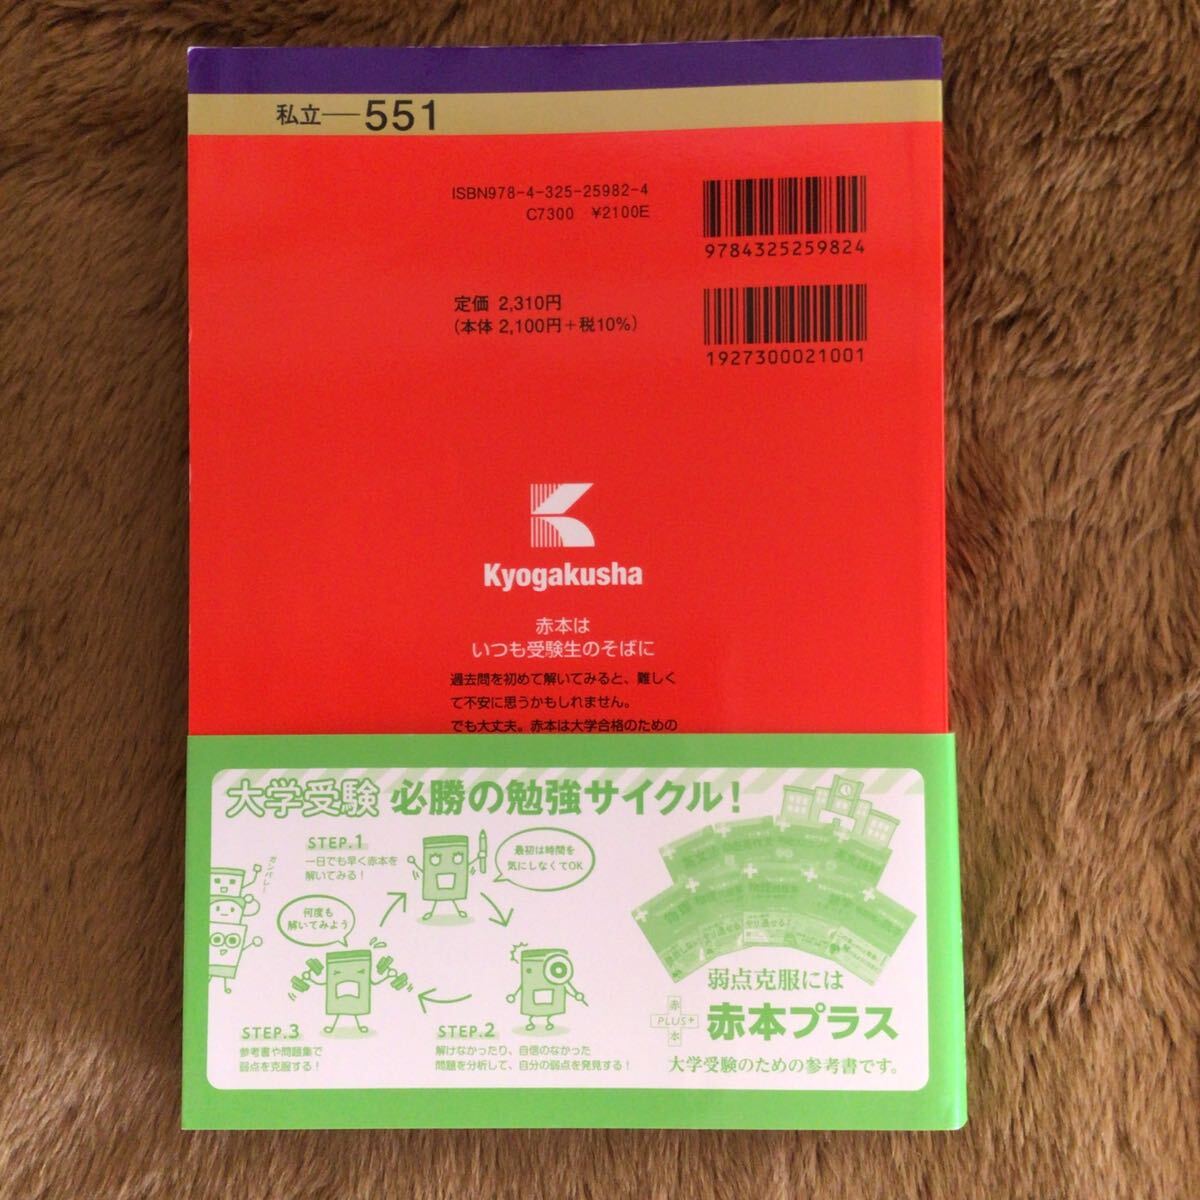 私立―551
ISBN978-4-325-25982-4
C7300 ¥2100E
9784325259824
定価 2,310円
(本体 2,100円＋税10%)
1927300021001
K
Kyogakusha
赤本は
いつも受験生のそばに
過去問を初めて解いてみると、難しく
て不安に思うかもしれません。
でも大丈夫。赤本は大学合格のための
大学受験 必勝の勉強サイクル！
STEP.1
一日でも早く赤本を
解いてみる！
最初は時間を
気にしなくてOK
ガンバレ〜
何度も
解いてみよう
STEP.3
参考書や問題集で
弱点を克服する！
STEP.2
解けなかったり、自信のなかった
問題を分析して、自分の弱点を発見する！
弱点克服には
赤
PLUS+
本
赤本プラス
大学受験のための参考書です。